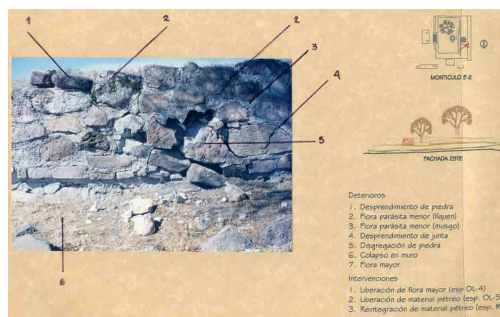 1
2
2
3
4
5
6
MONTICULO 5-2
FACHADA ESTE
Deterioros
1. Desprendimiento de piedra
2. Flora parásita menor (liquen)
3. Flora parásita menor (musgo)
4. Desprendimiento de junta
5. Disgregación de piedra
6. Colapso en muro
7. Flora mayor
Intervenciones
1. Liberación de flora mayor (esp OL-4)
2. Liberación de material pétreo (esp. OL-5
3. Reintegración de material pétreo (esp. R